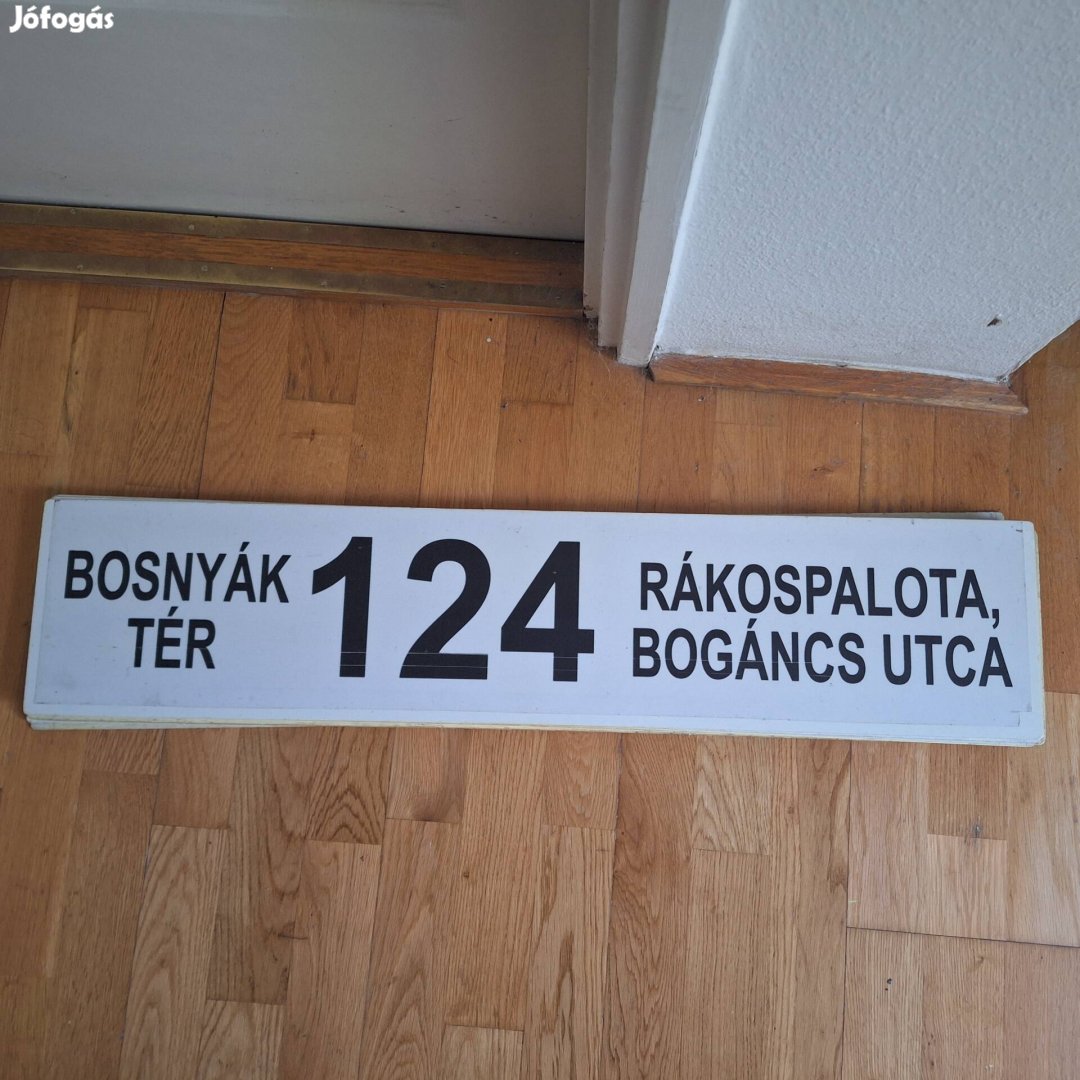 Jófogás
BOSNYÁK
TÉR
124
RÁKOSPALOTA,
BOGÁNCS UTCA